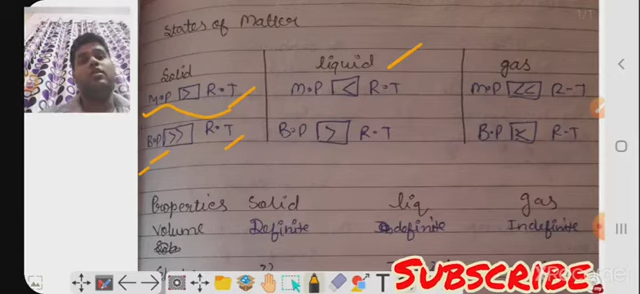 States of Matter
solid liquid gas
M.P > R.T M.P < R.T M.P << R-T
B.P >> R.T B.P > R.T B.P R-T
Properties Solid liq gas
Volume Definite definite Indefinite
SUBSCRIBE